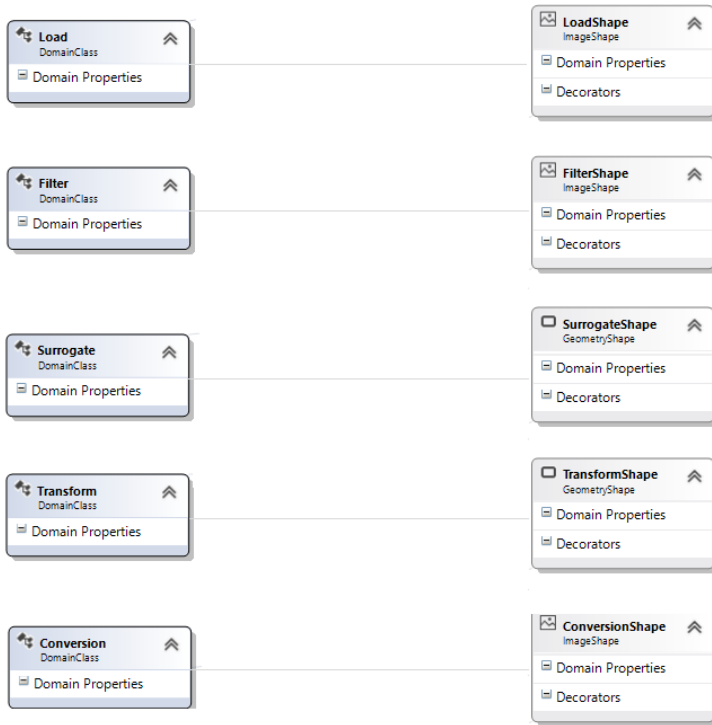 Load
DomainClass
Domain Properties
LoadShape
ImageShape
Domain Properties
Decorators
Filter
DomainClass
Domain Properties
FilterShape
ImageShape
Domain Properties
Decorators
Surrogate
DomainClass
Domain Properties
SurrogateShape
GeometryShape
Domain Properties
Decorators
Transform
DomainClass
Domain Properties
TransformShape
GeometryShape
Domain Properties
Decorators
Conversion
DomainClass
Domain Properties
ConversionShape
ImageShape
Domain Properties
Decorators